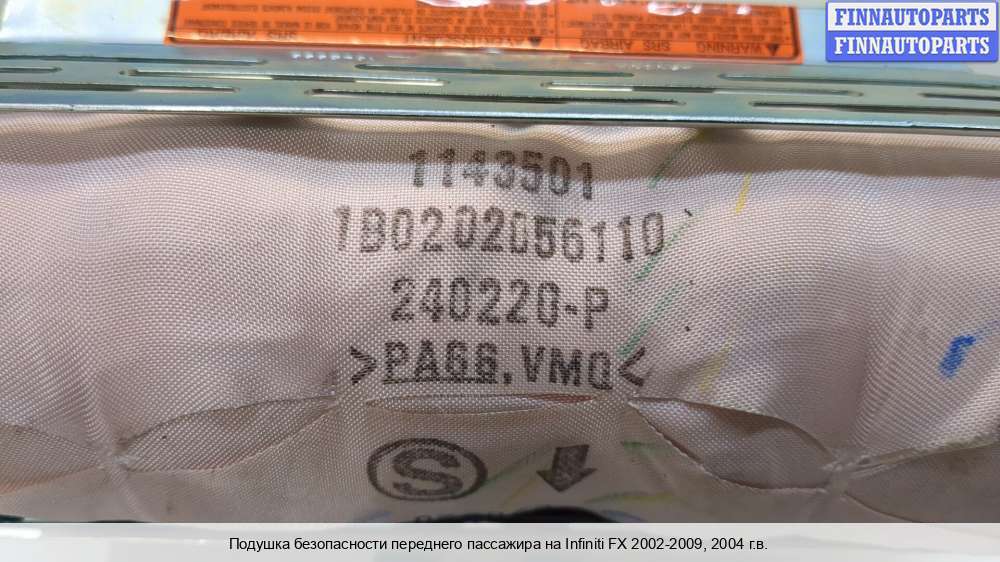 FINNAUTOPARTS
FINNAUTOPARTS
WARNING
SRS AIRBAG
1143501
1B0202056110
240220-P
>PA66,VMQ<
S
Подушка безопасности переднего пассажира на Infiniti FX 2002-2009, 2004 г.в.